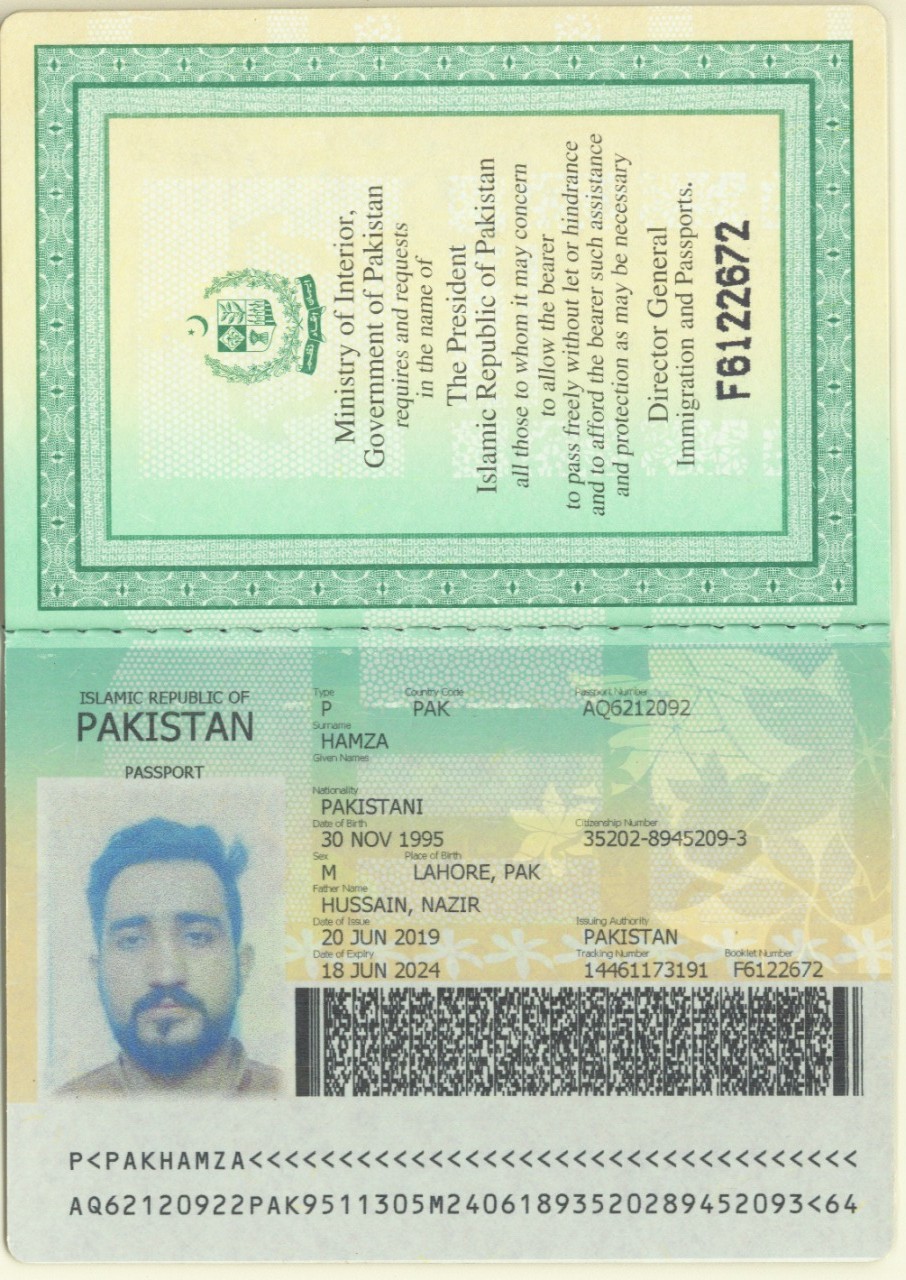 Ministry of Interior,
Government of Pakistan
requires and requests
in the name of
The President
Islamic Republic of Pakistan
all those to whom it may concern
to allow the bearer
to pass freely without let or hindrance
and to afford the bearer such assistance
and protection as may be necessary
Director General
Immigration and Passports.
F6122672
ISLAMIC REPUBLIC OF
PAKISTAN
PASSPORT
Type Country Code Passport Number
P PAK AQ6212092
Surname
HAMZA
Given Names
Nationality
PAKISTANI
Date of Birth Citizenship Number
30 NOV 1995 35202-8945209-3
Sex Place of Birth
M LAHORE, PAK
Father Name
HUSSAIN, NAZIR
Date of Issue Issuing Authority
20 JUN 2019 PAKISTAN
Date of Expiry Tracking Number Booklet Number
18 JUN 2024 14461173191 F6122672
P<PAKHAMZA<<<<<<<<<<<<<<<<<<<<<<<<<<<<<<<<<<
AQ62120922PAK9511305M24061893520289452093<64